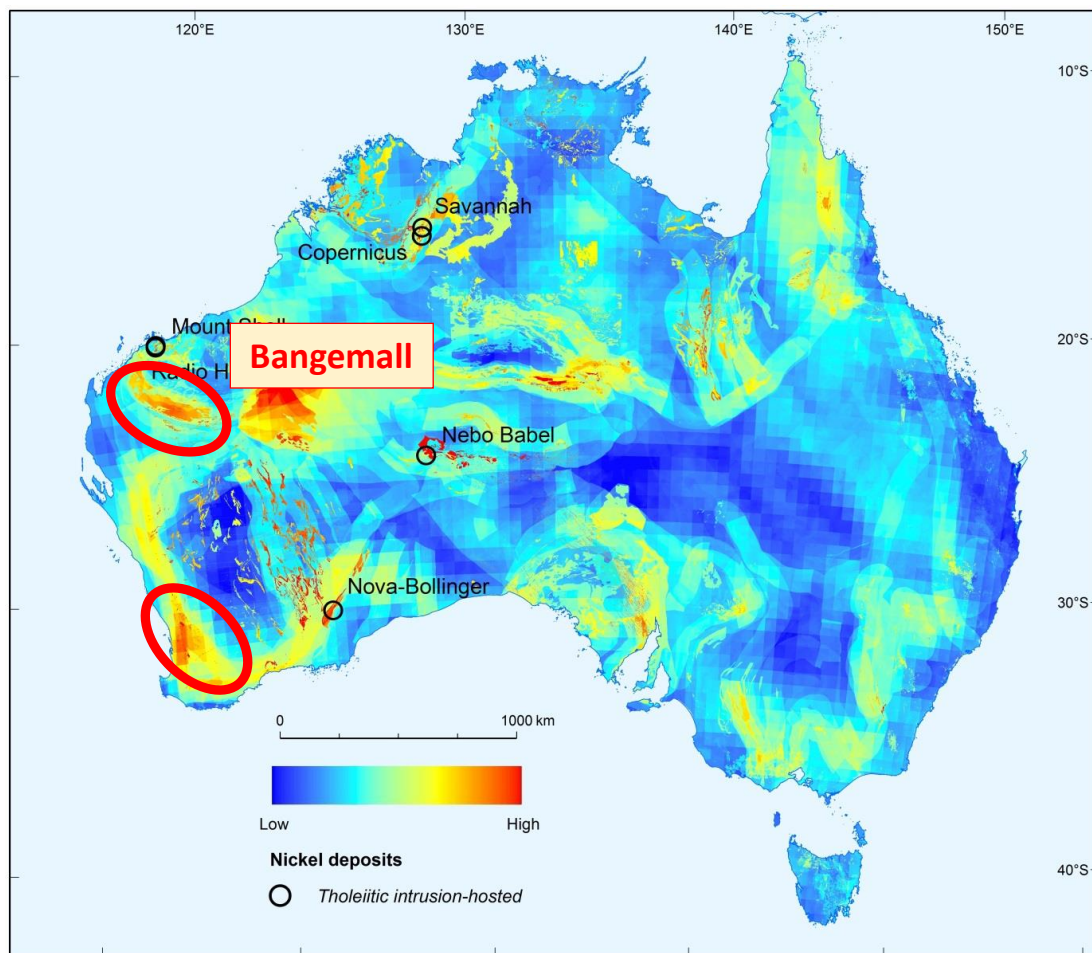 120°E
130°E
140°E
150°E
10°S
Savannah
Copernicus
20°S
Mount
Bangemall
Radio
Nebo Babel
Nova-Bollinger
30°S
0
1000 km
Low
High
Nickel deposits
Tholeiitic intrusion-hosted
40°S